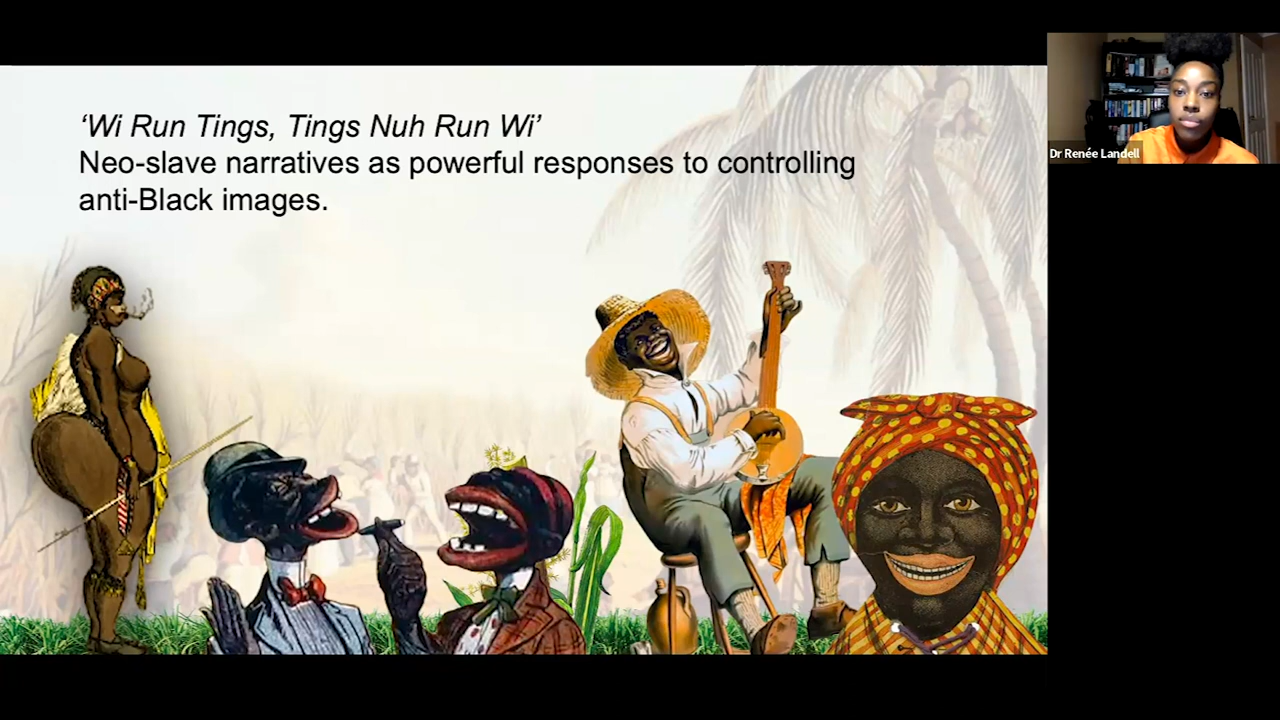 ‘Wi Run Tings, Tings Nuh Run Wi’
Neo-slave narratives as powerful responses to controlling
anti-Black images.
Dr Renée Landell